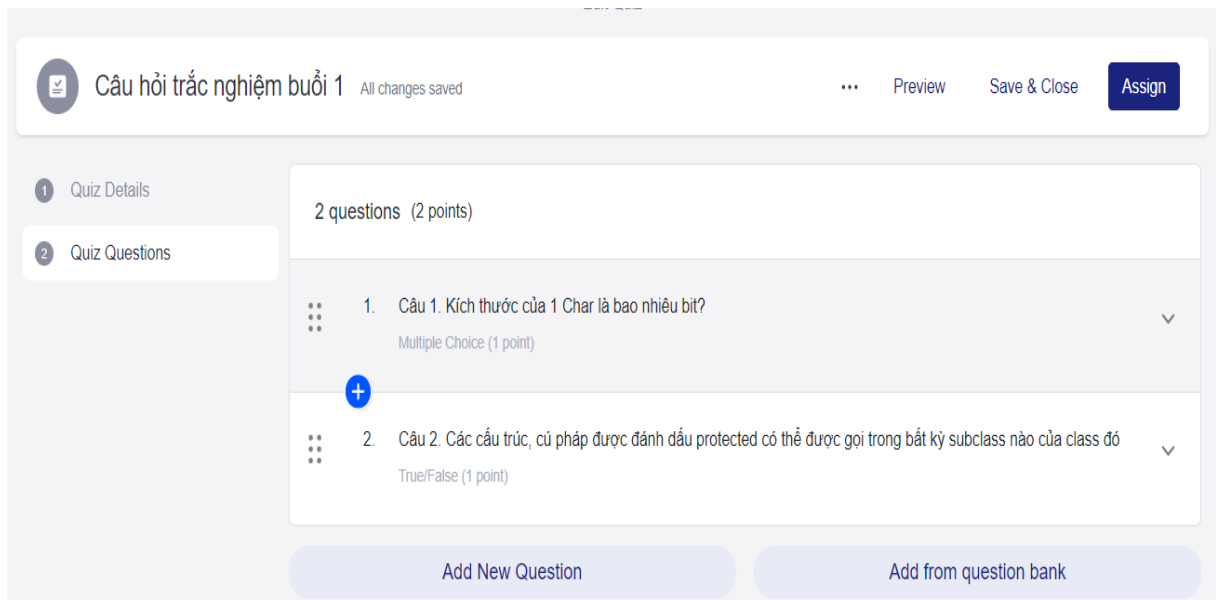 Câu hỏi trắc nghiệm buổi 1 All changes saved ... Preview Save & Close Assign
1 Quiz Details
2 Quiz Questions
2 questions (2 points)
1. Câu 1. Kích thước của 1 Char là bao nhiêu bit?
Multiple Choice (1 point)
2. Câu 2. Các cấu trúc, cú pháp được đánh dấu protected có thể được gọi trong bất kỳ subclass nào của class đó
True/False (1 point)
Add New Question Add from question bank